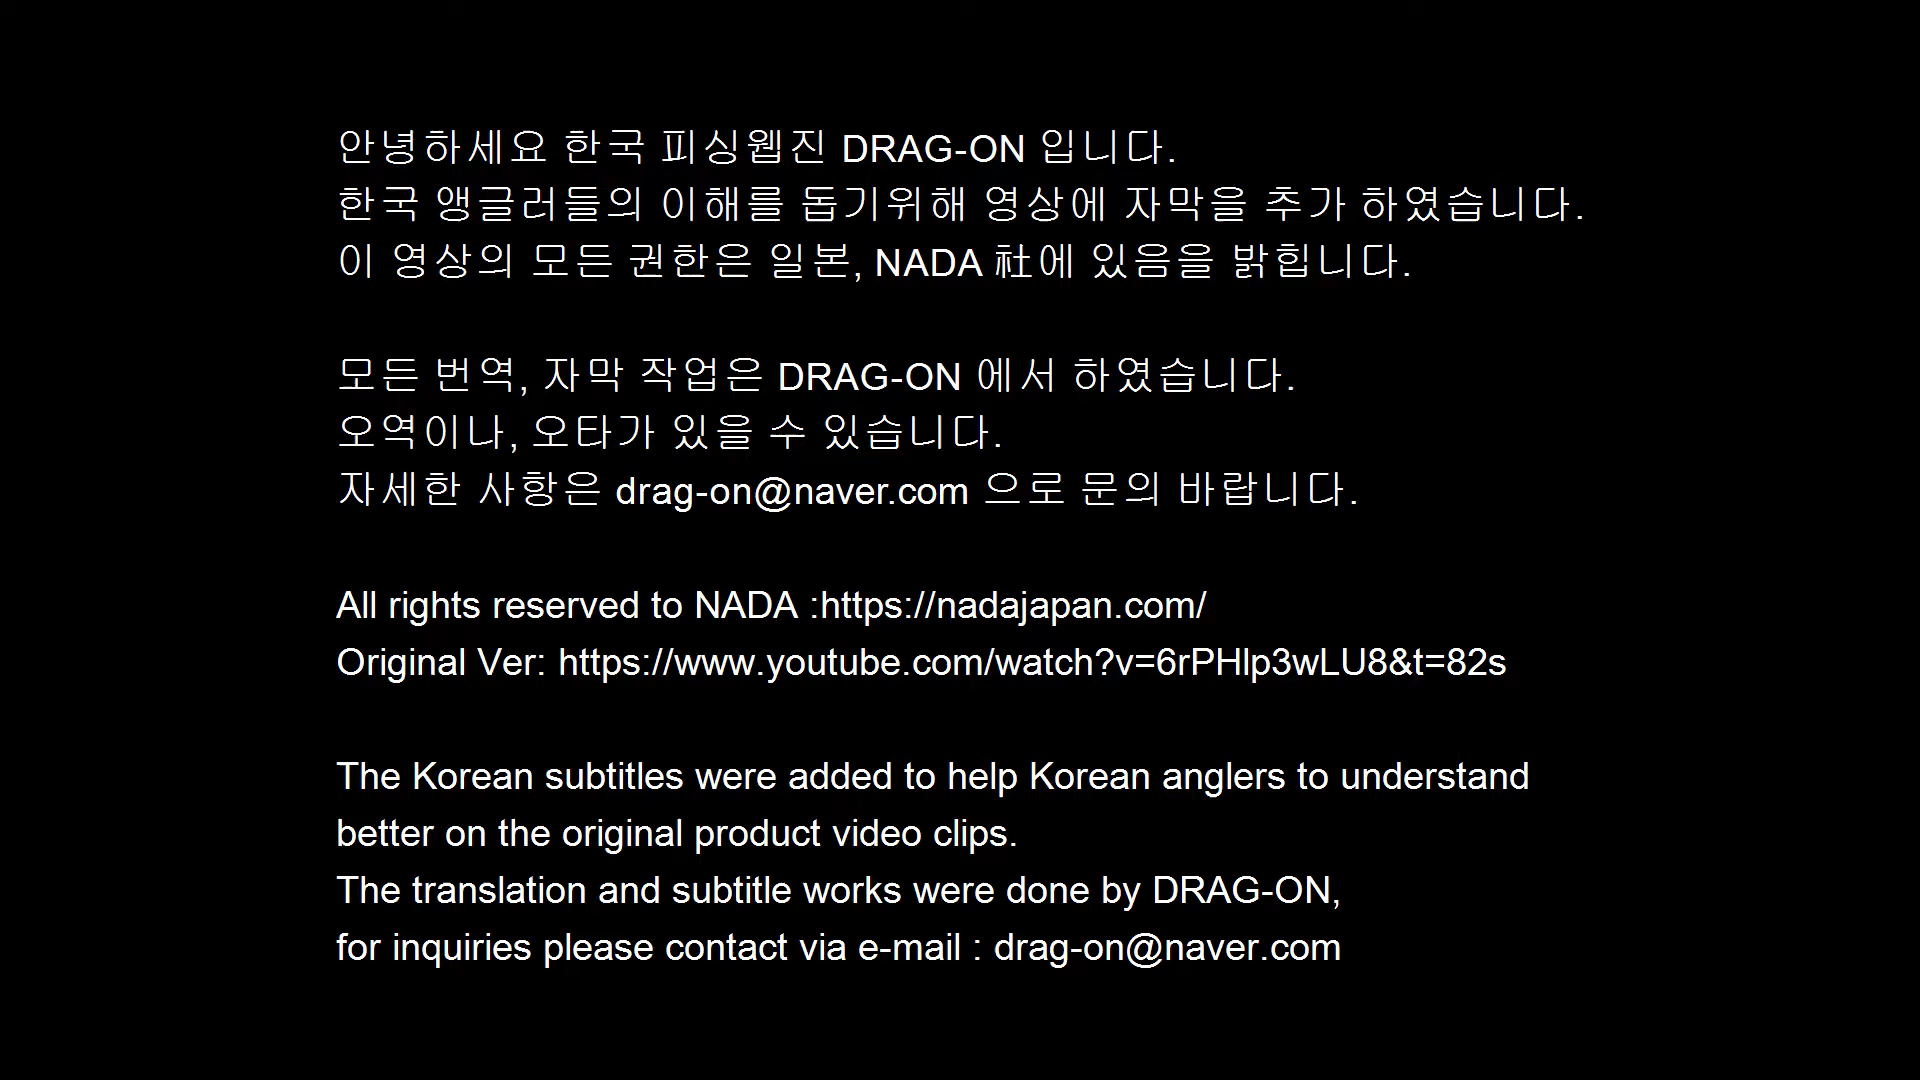 안녕하세요 한국 피싱웹진 DRAG-ON 입니다.
한국 앵글러들의 이해를 돕기위해 영상에 자막을 추가 하였습니다.
이 영상의 모든 권한은 일본, NADA 社에 있음을 밝힙니다.
모든 번역, 자막 작업은 DRAG-ON 에서 하였습니다.
오역이나, 오타가 있을 수 있습니다.
자세한 사항은 drag-on@naver.com 으로 문의 바랍니다.
All rights reserved to NADA :https://nadajapan.com/
Original Ver: https://www.youtube.com/watch?v=6rPHlp3wLU8&t=82s
The Korean subtitles were added to help Korean anglers to understand
better on the original product video clips.
The translation and subtitle works were done by DRAG-ON,
for inquiries please contact via e-mail : drag-on@naver.com